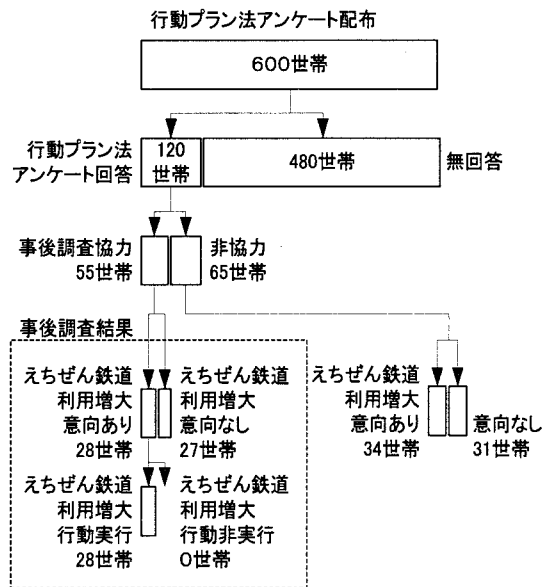 行動プラン法アンケート配布
600世帯
行動プラン法
アンケート回答
120
世帯
480世帯
無回答
事後調査協力
55世帯
非協力
65世帯
事後調査結果
えちぜん鉄道
利用増大
意向あり
28世帯
えちぜん鉄道
利用増大
意向なし
27世帯
えちぜん鉄道
利用増大
意向あり
34世帯
意向なし
31世帯
えちぜん鉄道
利用増大
行動実行
28世帯
えちぜん鉄道
利用増大
行動非実行
0世帯